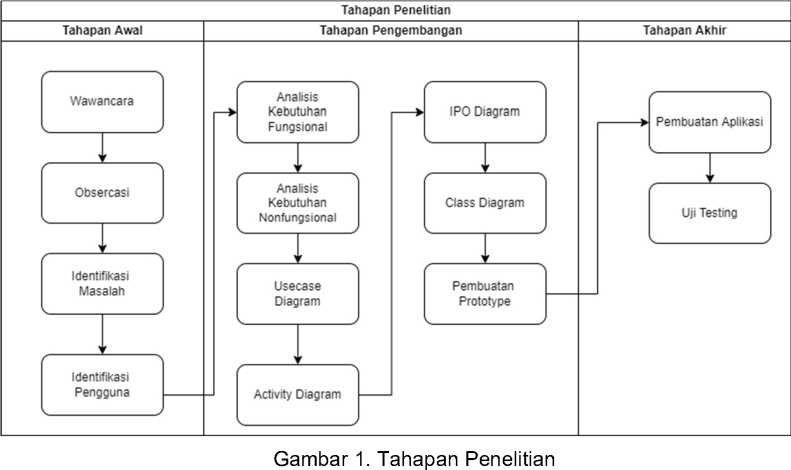 Tahapan Penelitian
Tahapan Awal
Tahapan Pengembangan
Tahapan Akhir
Wawancara
Obsercasi
Identifikasi
Masalah
Identifikasi
Pengguna
Analisis
Kebutuhan
Fungsional
Analisis
Kebutuhan
Nonfungsional
Usecase
Diagram
Activity Diagram
IPO Diagram
Class Diagram
Pembuatan
Prototype
Pembuatan Aplikasi
Uji Testing
Gambar 1. Tahapan Penelitian